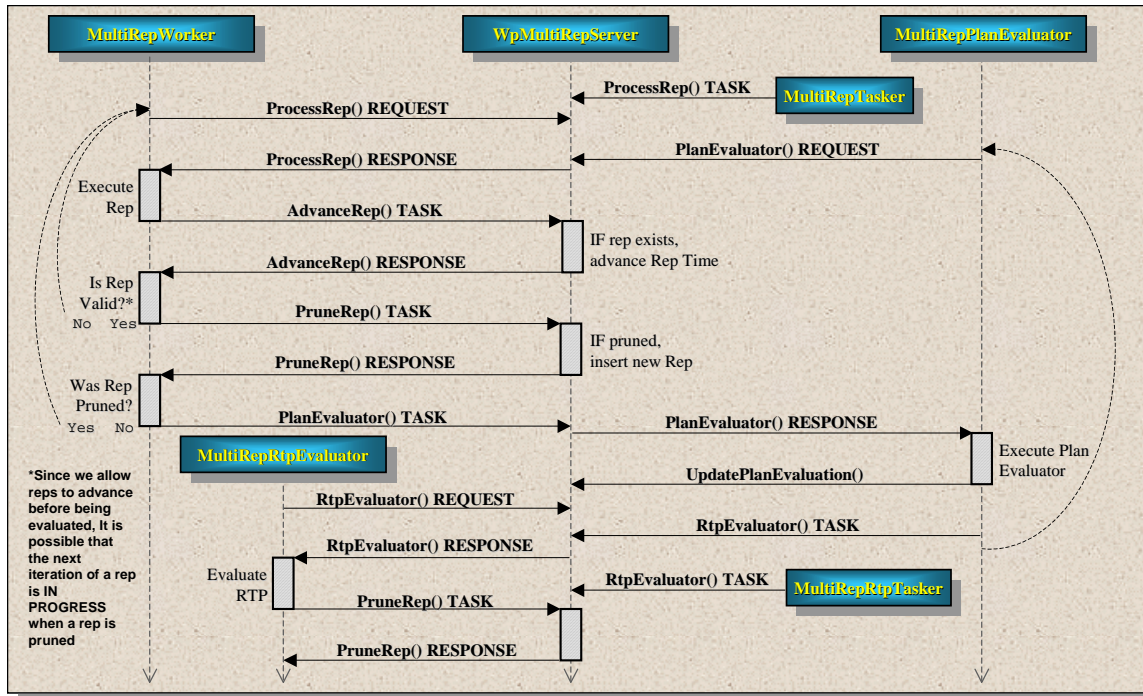 MultiRepWorker
WpMultiRepServer
MultiRepPlanEvaluator
ProcessRep() TASK
MultiRepTasker
ProcessRep() REQUEST
ProcessRep() RESPONSE
PlanEvaluator() REQUEST
Execute
Rep
AdvanceRep() TASK
IF rep exists,
advance Rep Time
AdvanceRep() RESPONSE
Is Rep
Valid?*
No Yes
PruneRep() TASK
IF pruned,
insert new Rep
PruneRep() RESPONSE
Was Rep
Pruned?
Yes No
PlanEvaluator() TASK
PlanEvaluator() RESPONSE
Execute Plan
Evaluator
MultiRepRtpEvaluator
UpdatePlanEvaluation()
*Since we allow
reps to advance
before being
evaluated, It is
possible that
the next
iteration of a rep
is IN
PROGRESS
when a rep is
pruned
RtpEvaluator() REQUEST
RtpEvaluator() TASK
RtpEvaluator() RESPONSE
Evaluate
RTP
RtpEvaluator() TASK
MultiRepRtpTasker
PruneRep() TASK
PruneRep() RESPONSE